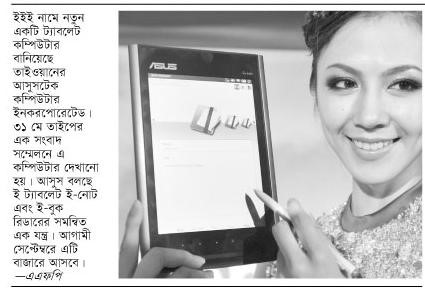 ইইই নামে নতুন
একটি ট্যাবলেট
কম্পিউটার
বানিয়েছে
তাইওয়ানের
আসুসটেক
কম্পিউটার
ইনকরপোরেটেড।
৩১ মে তাইপের
এক সংবাদ
সম্মেলনে এ
কম্পিউটার দেখানো
হয়। আসুস বলছে
ই ট্যাবলেট ই-নোট
এবং ই-বুক
রিডারের সমন্বিত
এক যন্ত্র। আগামী
সেপ্টেম্বরে এটি
বাজারে আসবে।
—এএফপি
ASUS